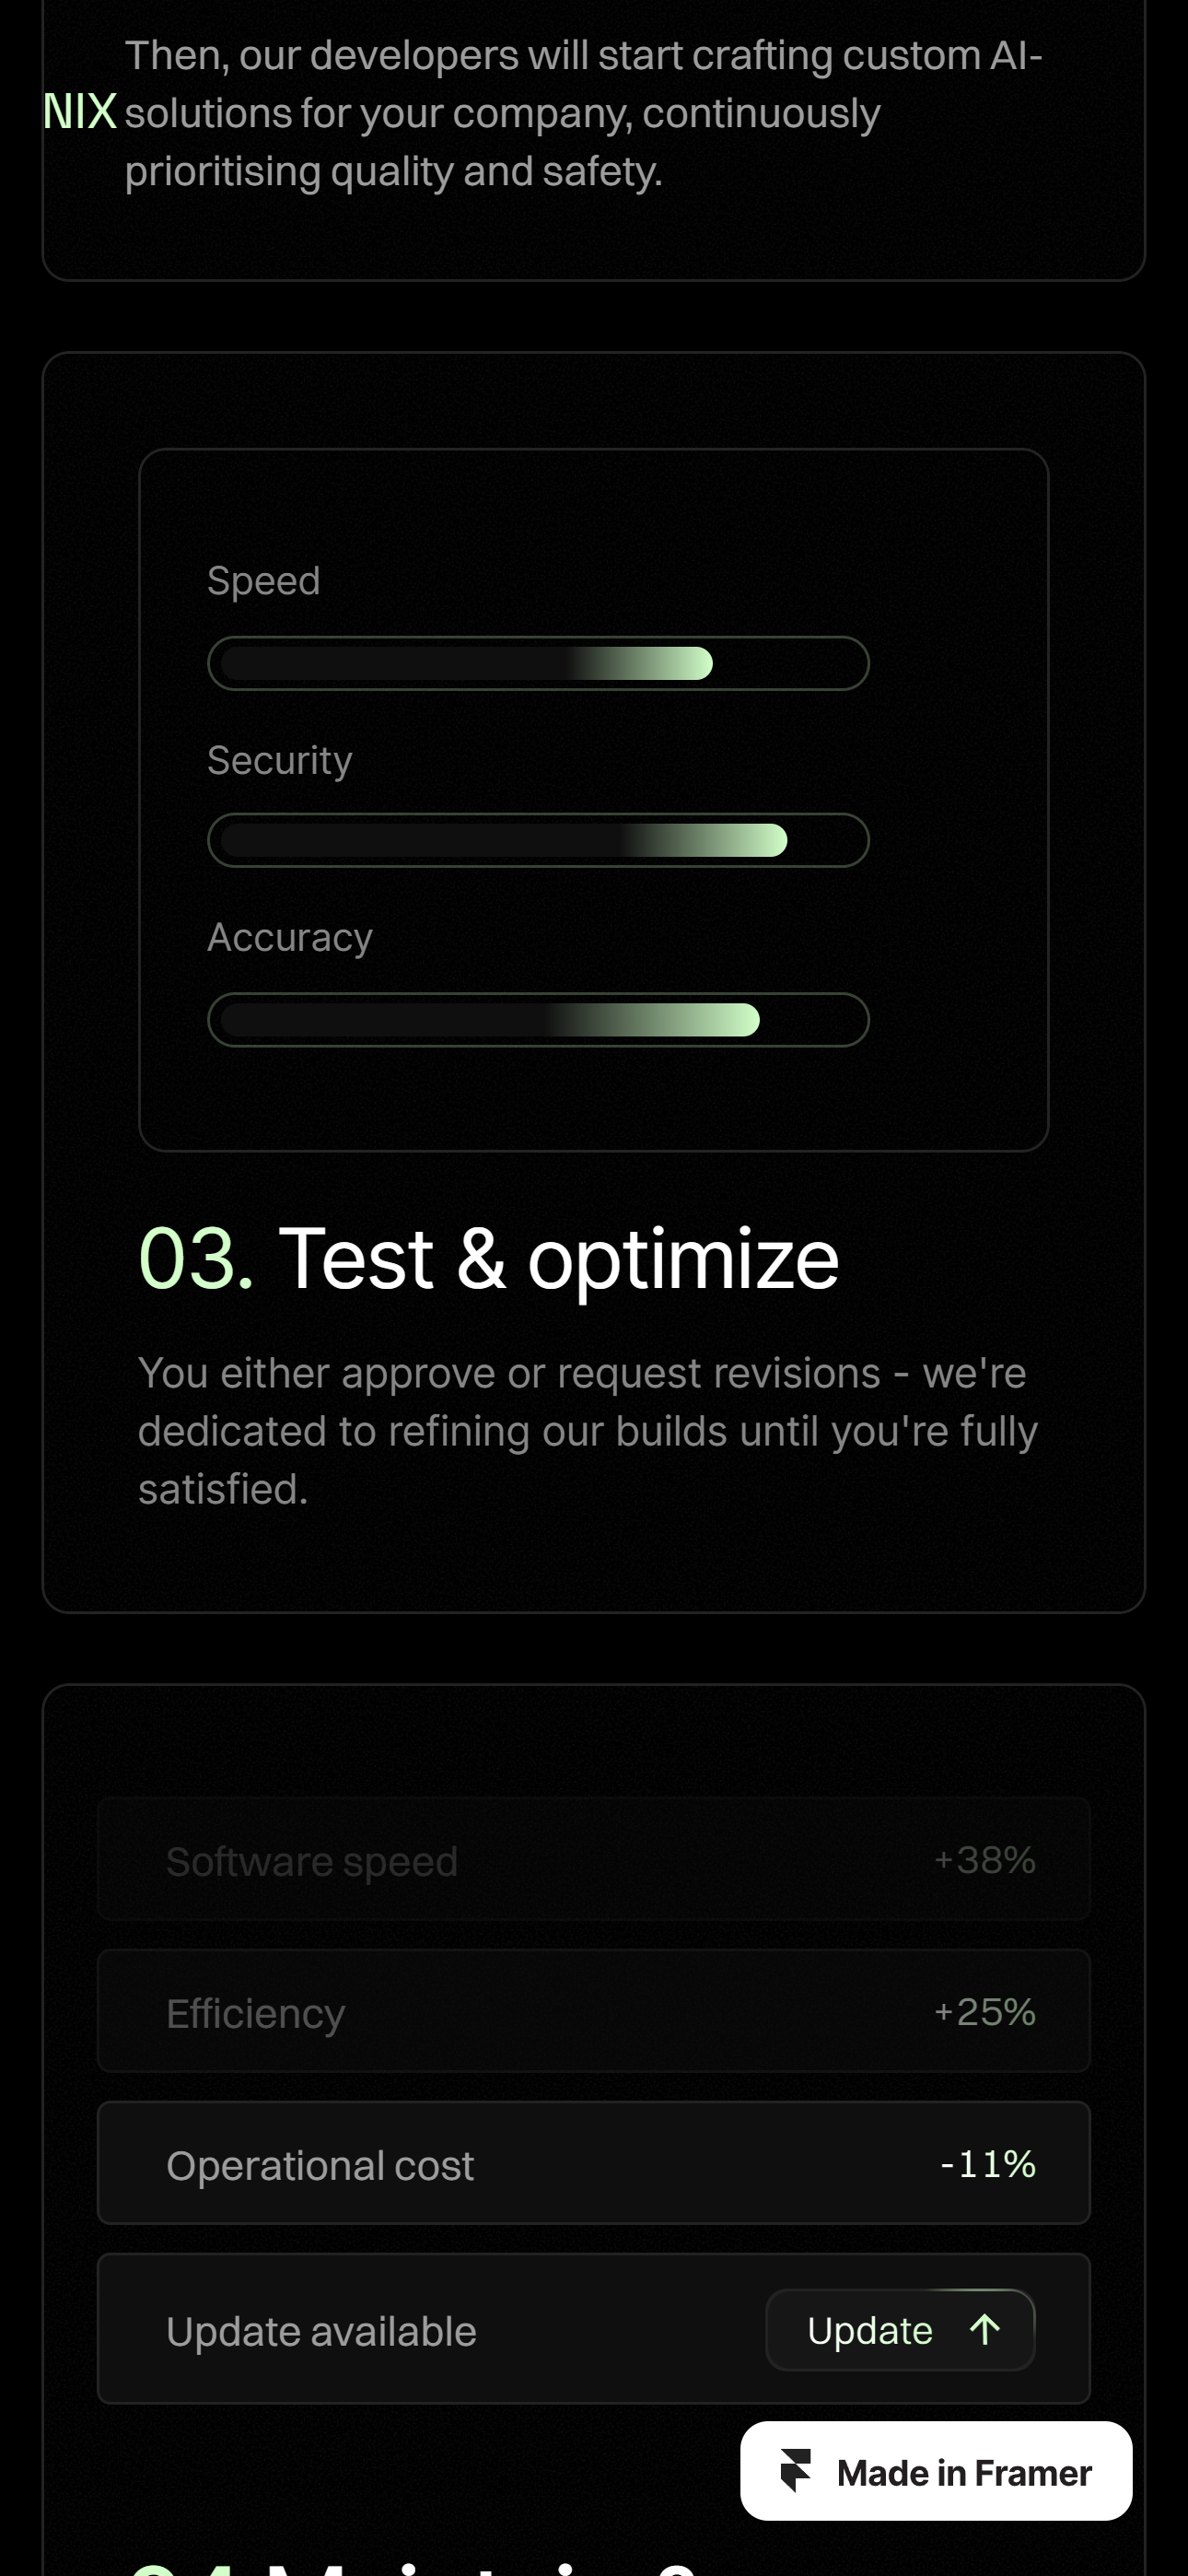 Then, our developers will start crafting custom AI-
NIX
solutions for your company, continuously
prioritising quality and safety.
Speed
Security
Accuracy
03. Test & optimize
You either approve or request revisions - we're
dedicated to refining our builds until you're fully
satisfied.
Software speed +38%
Efficiency +25%
Operational cost -11%
Update available Update ↑
Made in Framer